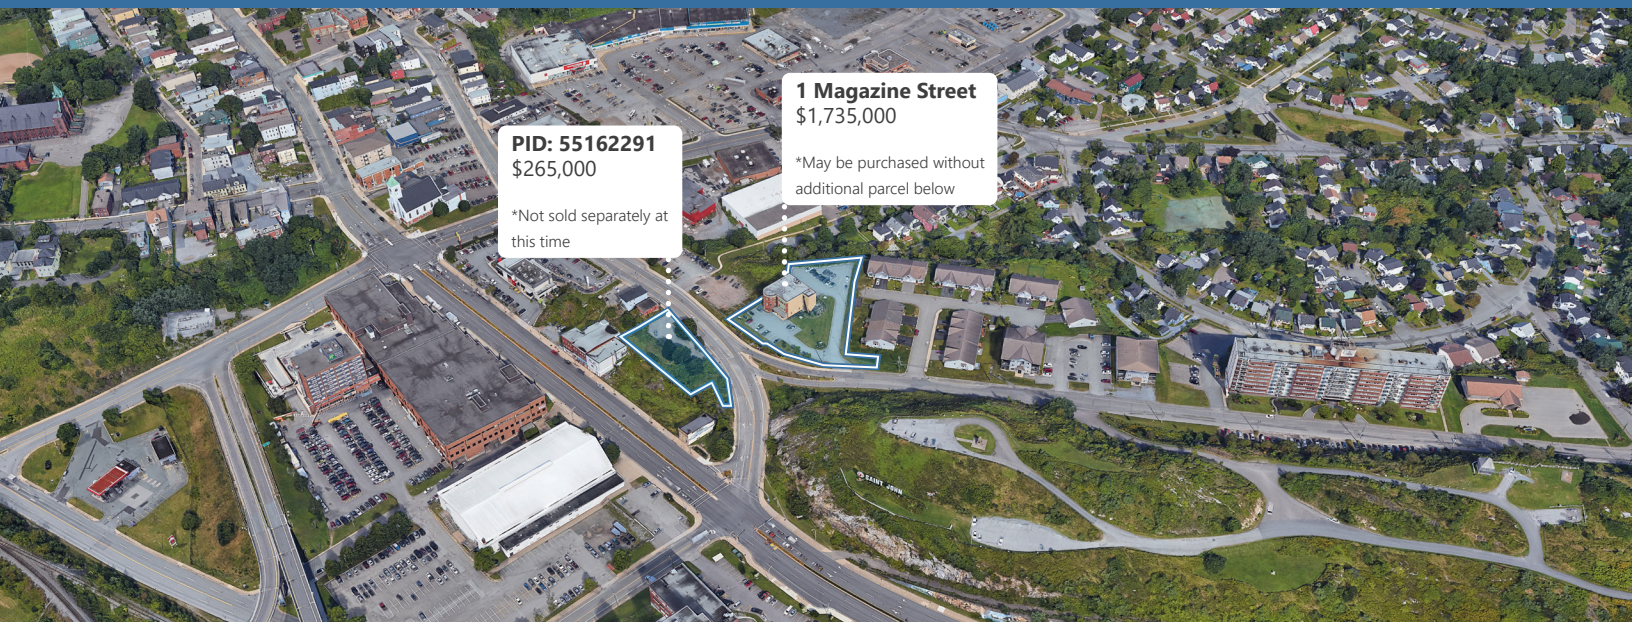 1 Magazine Street
$1,735,000
*May be purchased without
additional parcel below
PID: 55162291
$265,000
*Not sold separately at
this time
SAINT JOHN